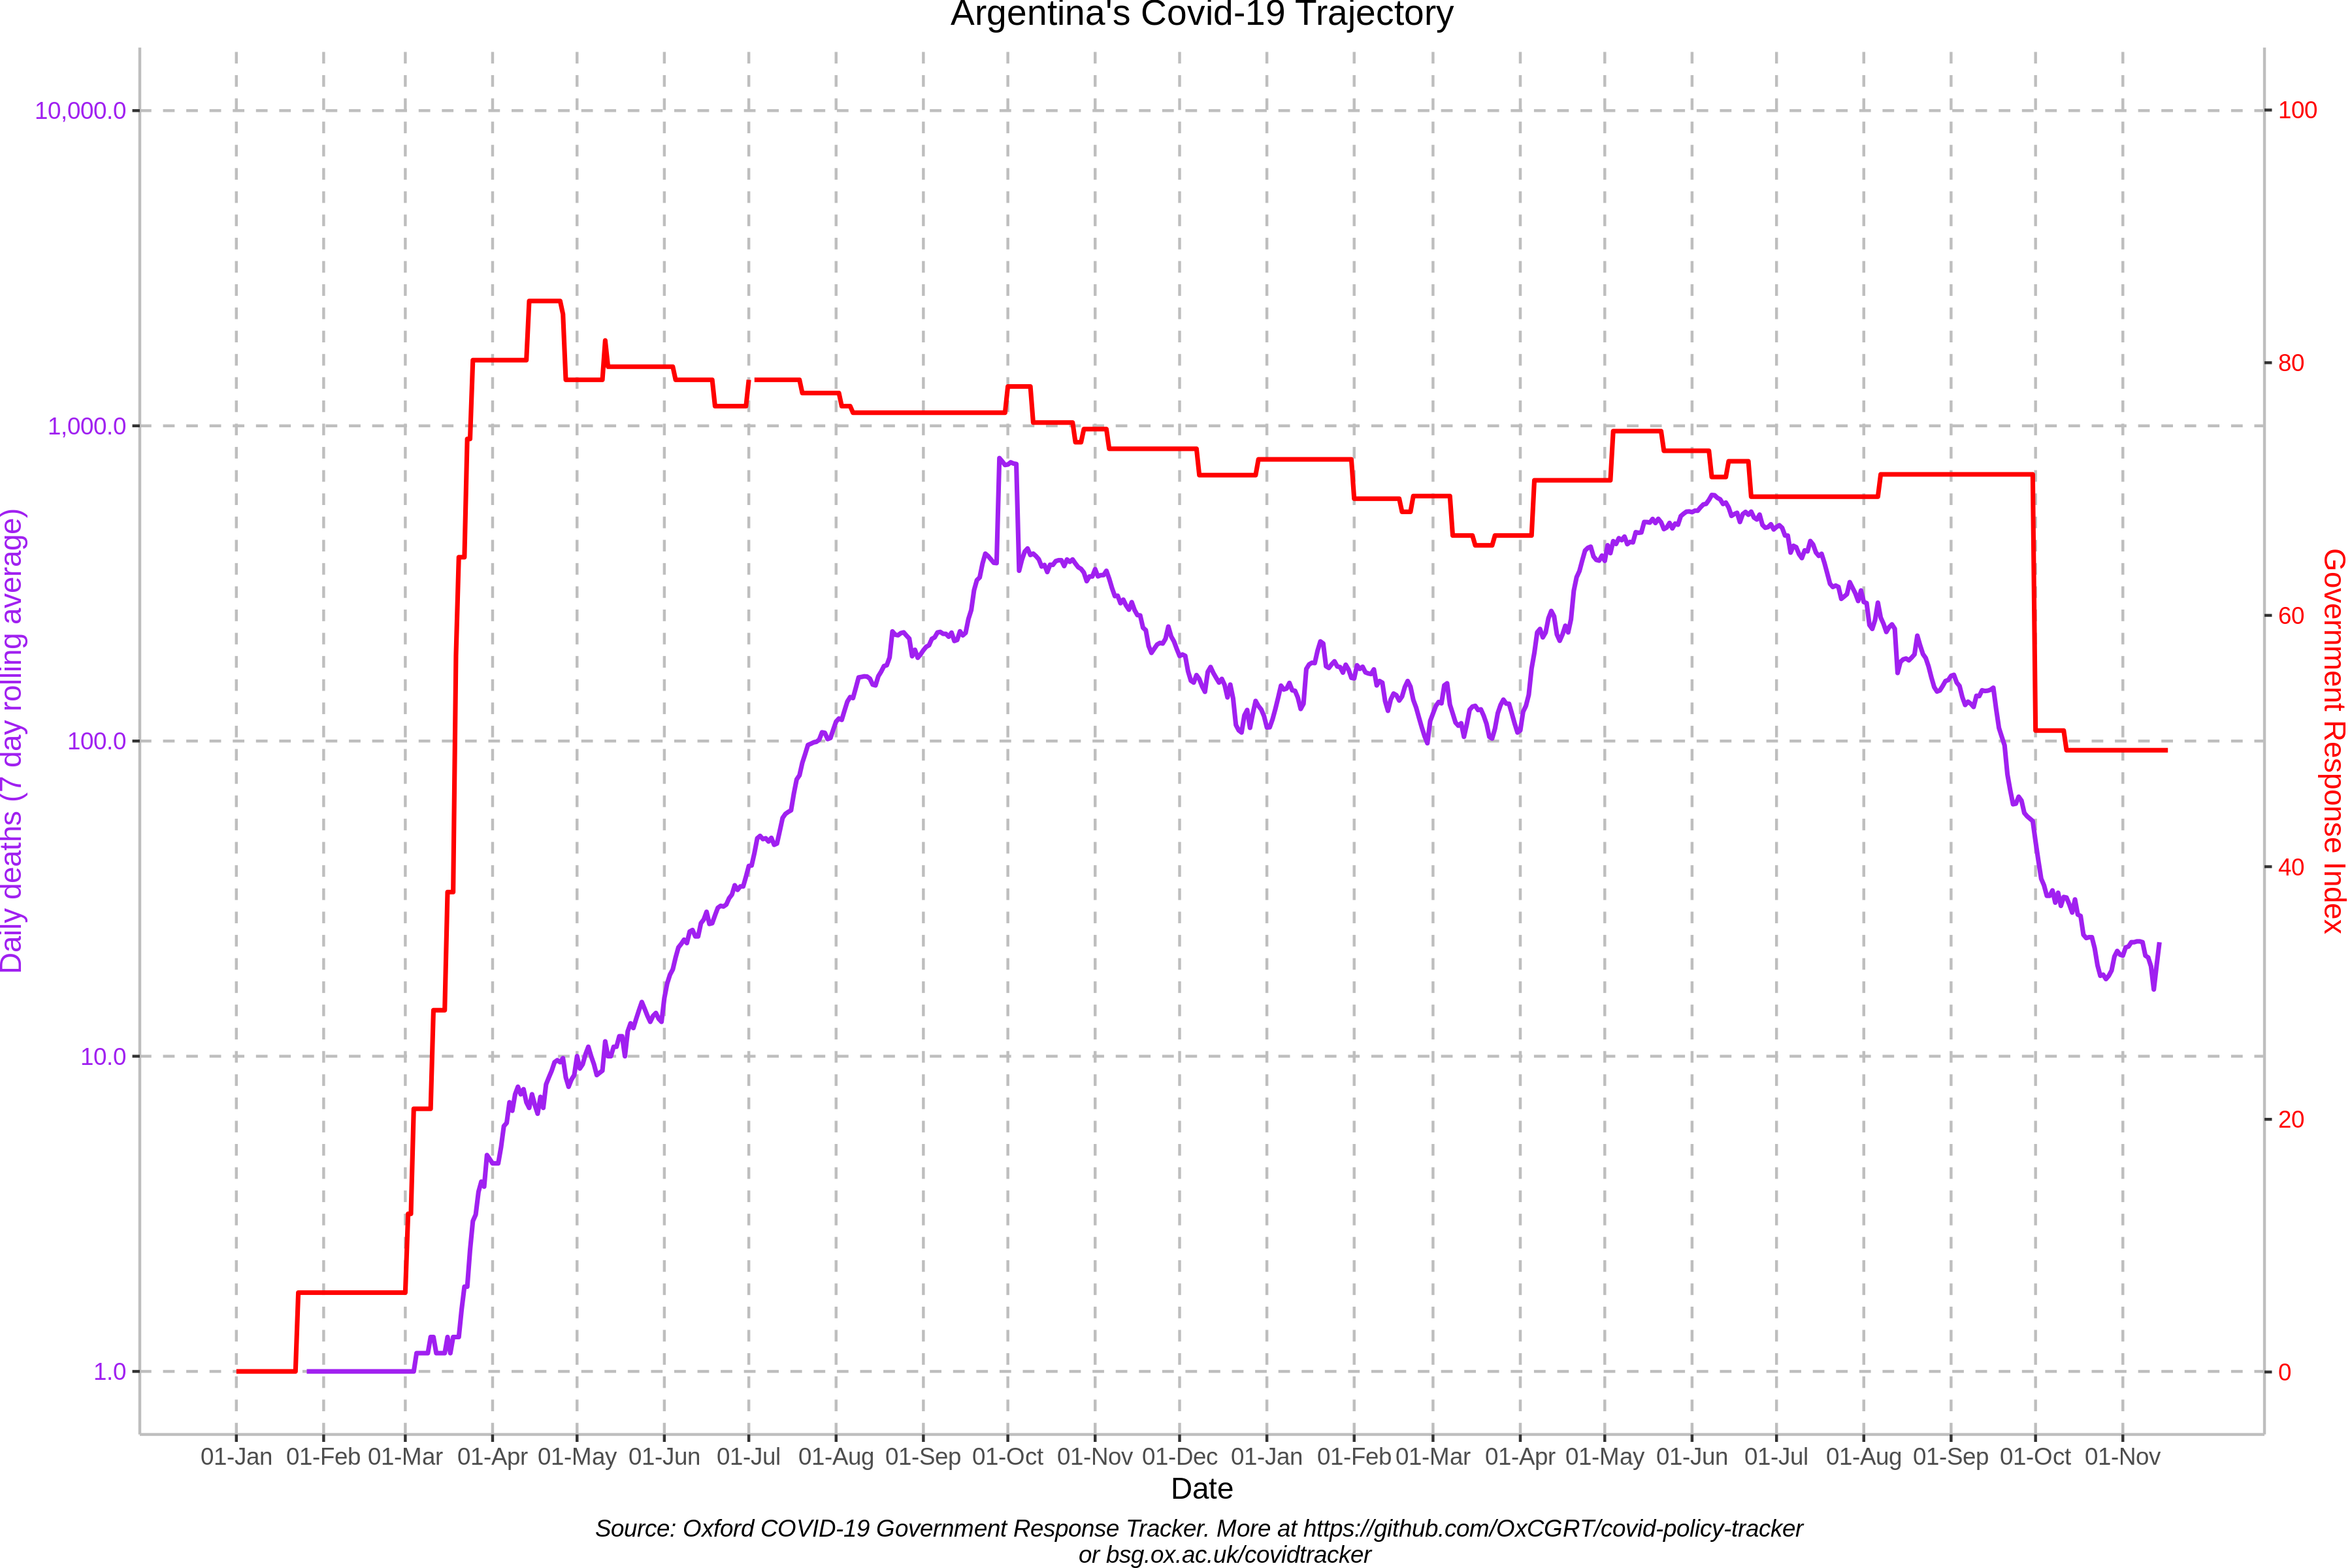 Argentina's Covid-19 Trajectory
10,000.0
1,000.0
100.0
10.0
1.0
Daily deaths (7 day rolling average)
100
80
60
40
20
0
Government Response Index
01-Jan 01-Feb 01-Mar 01-Apr 01-May 01-Jun 01-Jul 01-Aug 01-Sep 01-Oct 01-Nov 01-Dec 01-Jan 01-Feb 01-Mar 01-Apr 01-May 01-Jun 01-Jul 01-Aug 01-Sep 01-Oct 01-Nov
Date
Source: Oxford COVID-19 Government Response Tracker. More at https://github.com/OxCGRT/covid-policy-tracker
or bsg.ox.ac.uk/covidtracker